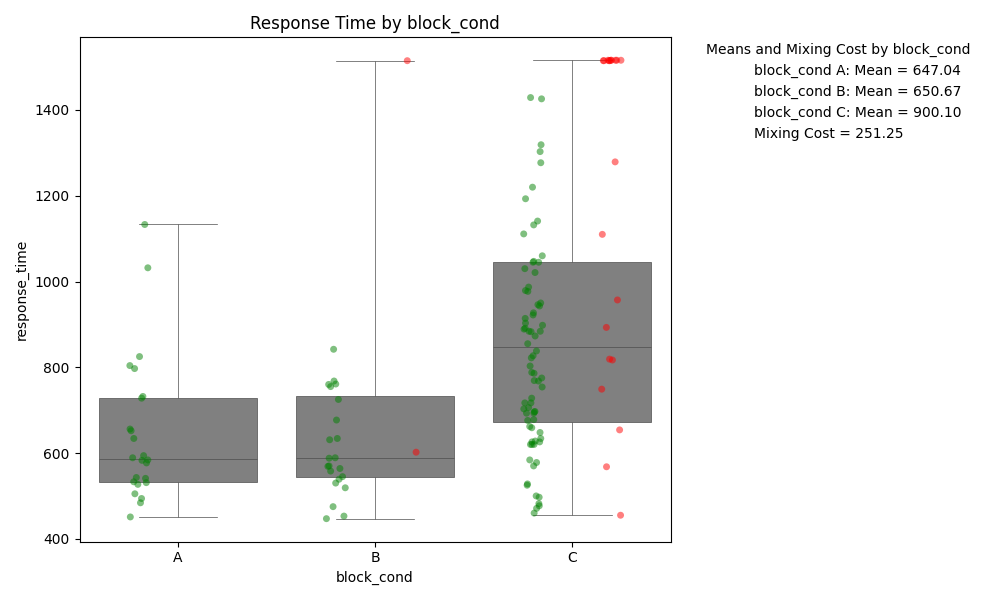 Response Time by block_cond
Means and Mixing Cost by block_cond
block_cond A: Mean = 647.04
block_cond B: Mean = 650.67
block_cond C: Mean = 900.10
Mixing Cost = 251.25
response_time
1400
1200
1000
800
600
400
A B C
block_cond